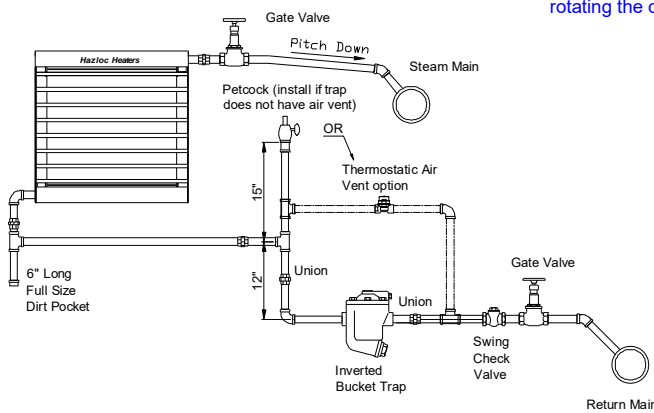 rotating the
Gate Valve
Hazloc Heaters
Pitch Down
Steam Main
Petcock (install if trap
does not have air vent)
OR
Thermostatic Air
Vent option
15"
12"
6" Long
Full Size
Dirt Pocket
Union
Union
Gate Valve
Inverted
Bucket Trap
Swing
Check
Valve
Return Main